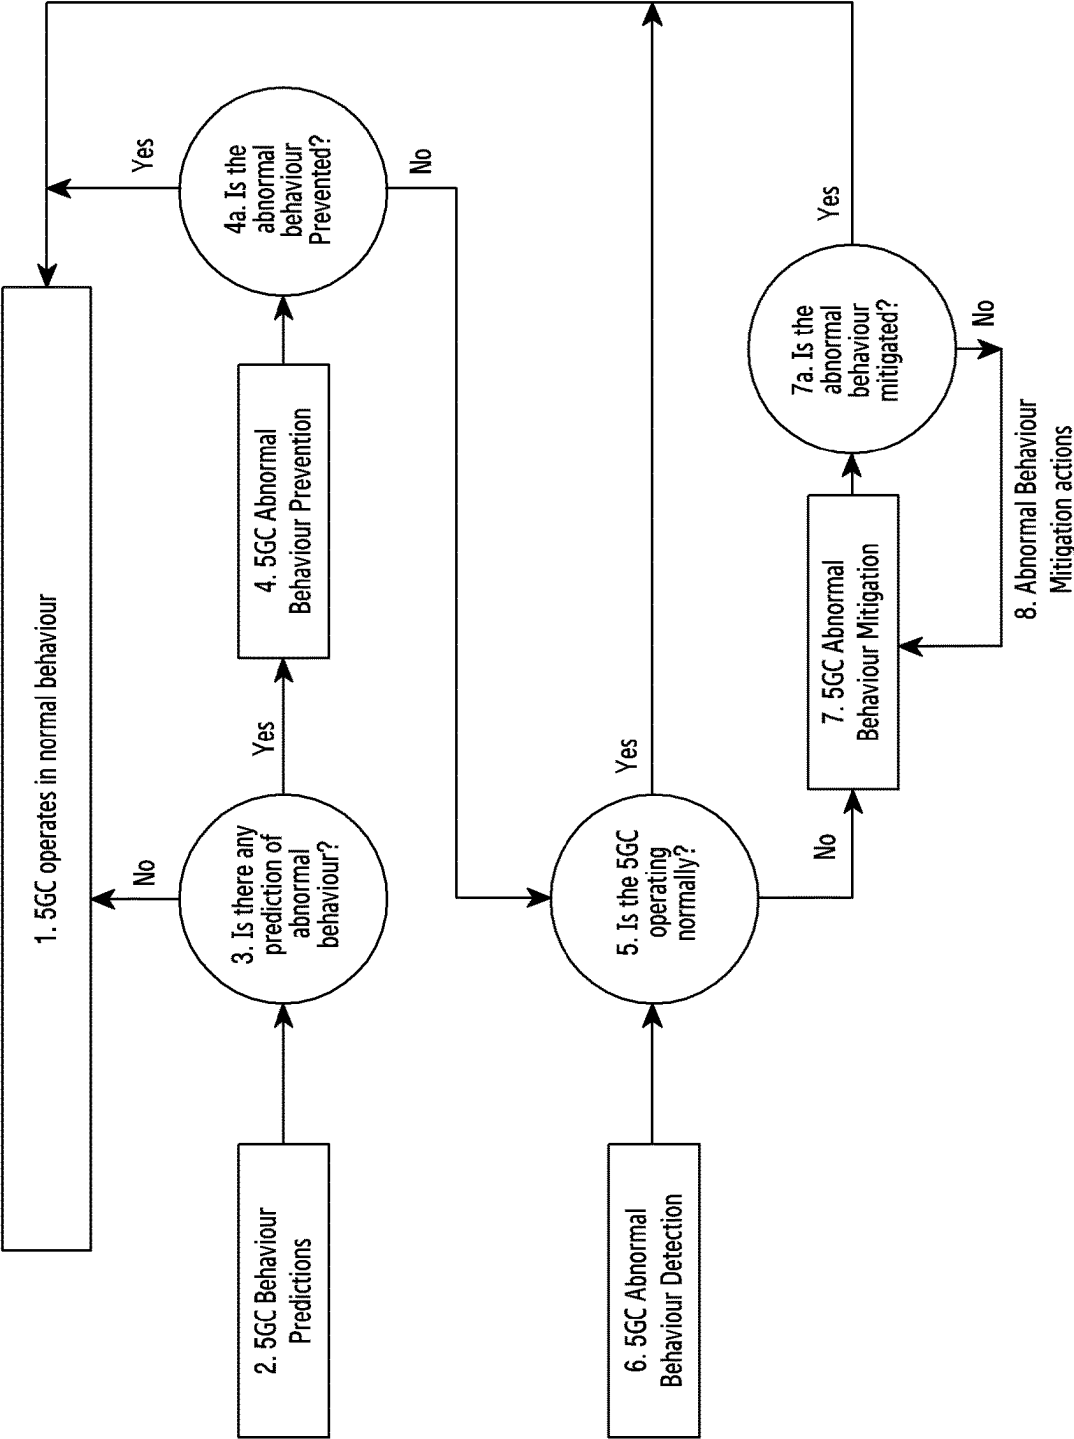 1. 5GC operates in normal behaviour
2. 5GC Behaviour
Predictions
3. Is there any
prediction of
abnormal
behaviour?
No
Yes
4. 5GC Abnormal
Behaviour Prevention
4a. Is the
abnormal
behaviour
Prevented?
Yes
No
6. 5GC Abnormal
Behaviour Detection
5. Is the 5GC
operating
normally?
Yes
No
7. 5GC Abnormal
Behaviour Mitigation
7a. Is the
abnormal
behaviour
mitigated?
Yes
No
8. Abnormal Behaviour
Mitigation actions